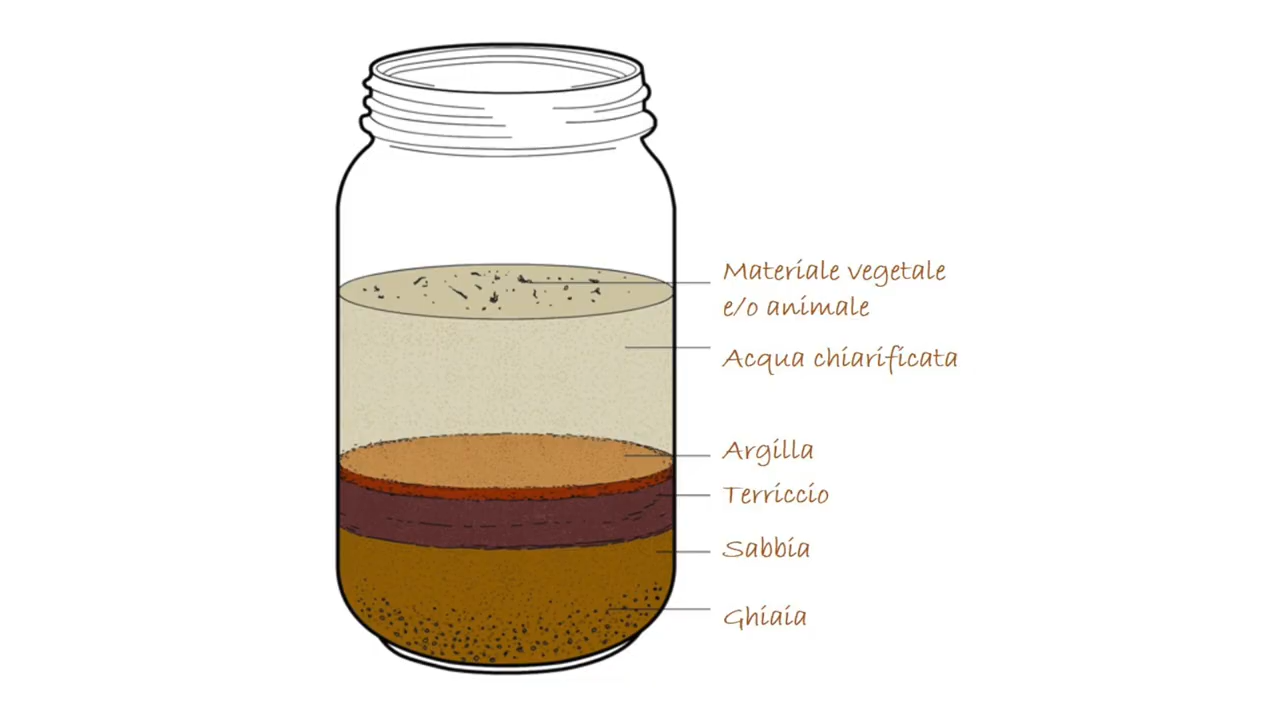 Materiale vegetale
e/o animale
Acqua chiarificata
Argilla
Terriccio
Sabbia
Ghiaia